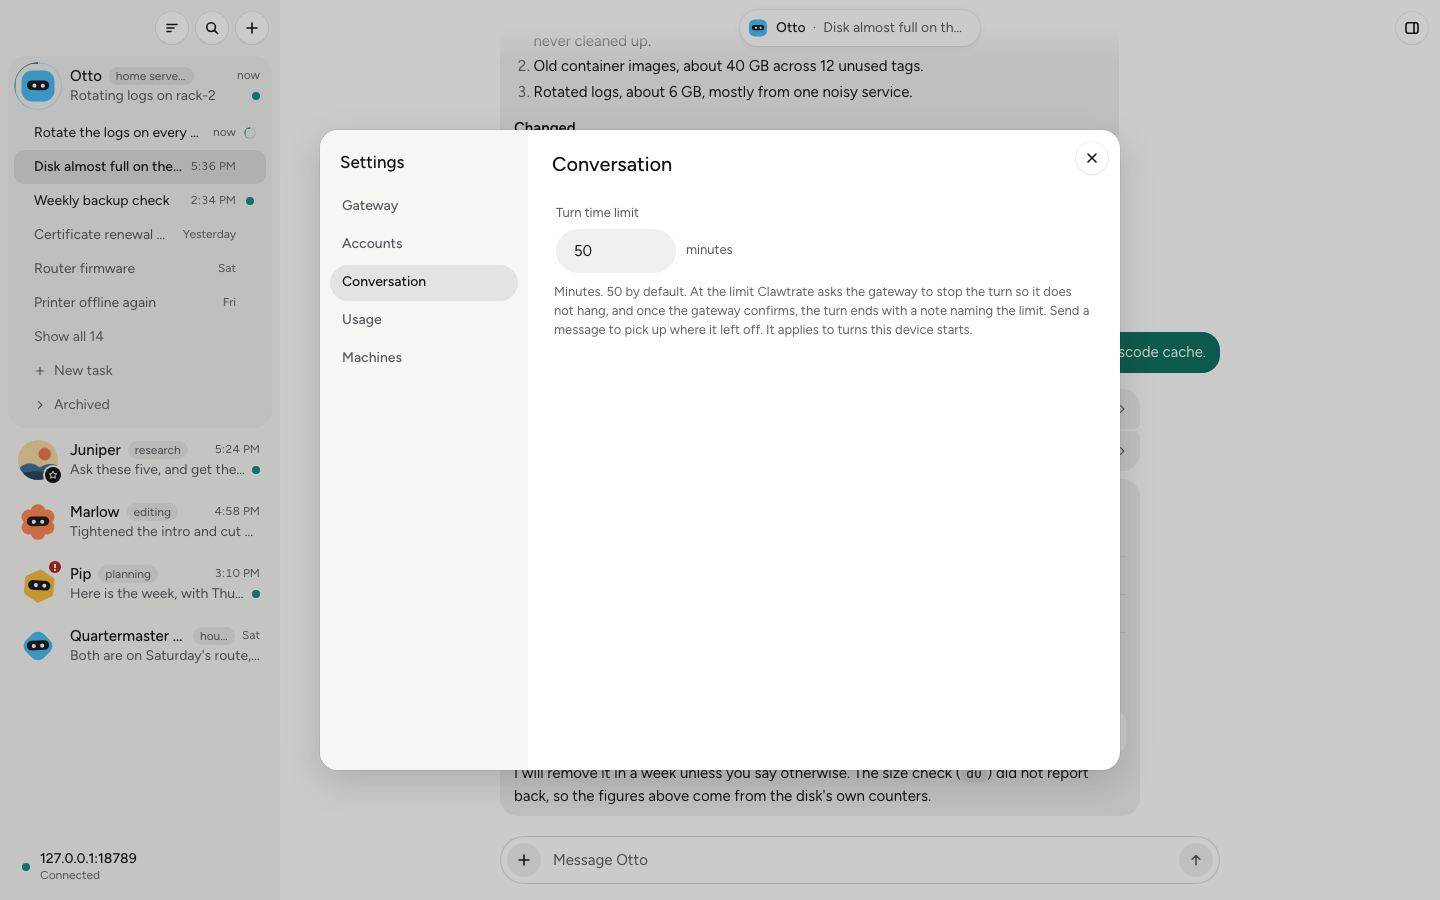 Otto home serve... now
Rotating logs on rack-2
Rotate the logs on every ... now
Disk almost full on the... 5:36 PM
Weekly backup check 2:34 PM
Certificate renewal ... Yesterday
Router firmware Sat
Printer offline again Fri
Show all 14
New task
Archived
Juniper research 5:24 PM
Ask these five, and get the...
Marlow editing 4:58 PM
Tightened the intro and cut ...
Pip planning 3:10 PM
Here is the week, with Thu...
Quartermaster ... hou... Sat
Both are on Saturday's route,...
127.0.0.1:18789
Connected
Otto · Disk almost full on th...
never cleaned up.
2. Old container images, about 40 GB across 12 unused tags.
3. Rotated logs, about 6 GB, mostly from one noisy service.
Changed
Settings
Gateway
Accounts
Conversation
Usage
Machines
Conversation
Turn time limit
50 minutes
Minutes. 50 by default. At the limit Clawtrate asks the gateway to stop the turn so it does
not hang, and once the gateway confirms, the turn ends with a note naming the limit. Send a
message to pick up where it left off. It applies to turns this device starts.
scode cache.
I will remove it in a week unless you say otherwise. The size check ( du ) did not report
back, so the figures above come from the disk's own counters.
Message Otto